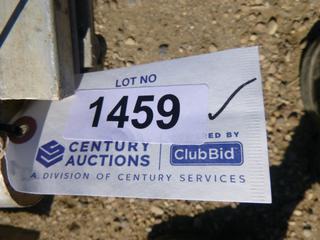 LOT NO
1459
CENTURY
AUCTIONS
ED BY
ClubBid
A DIVISION OF CENTURY SERVICES